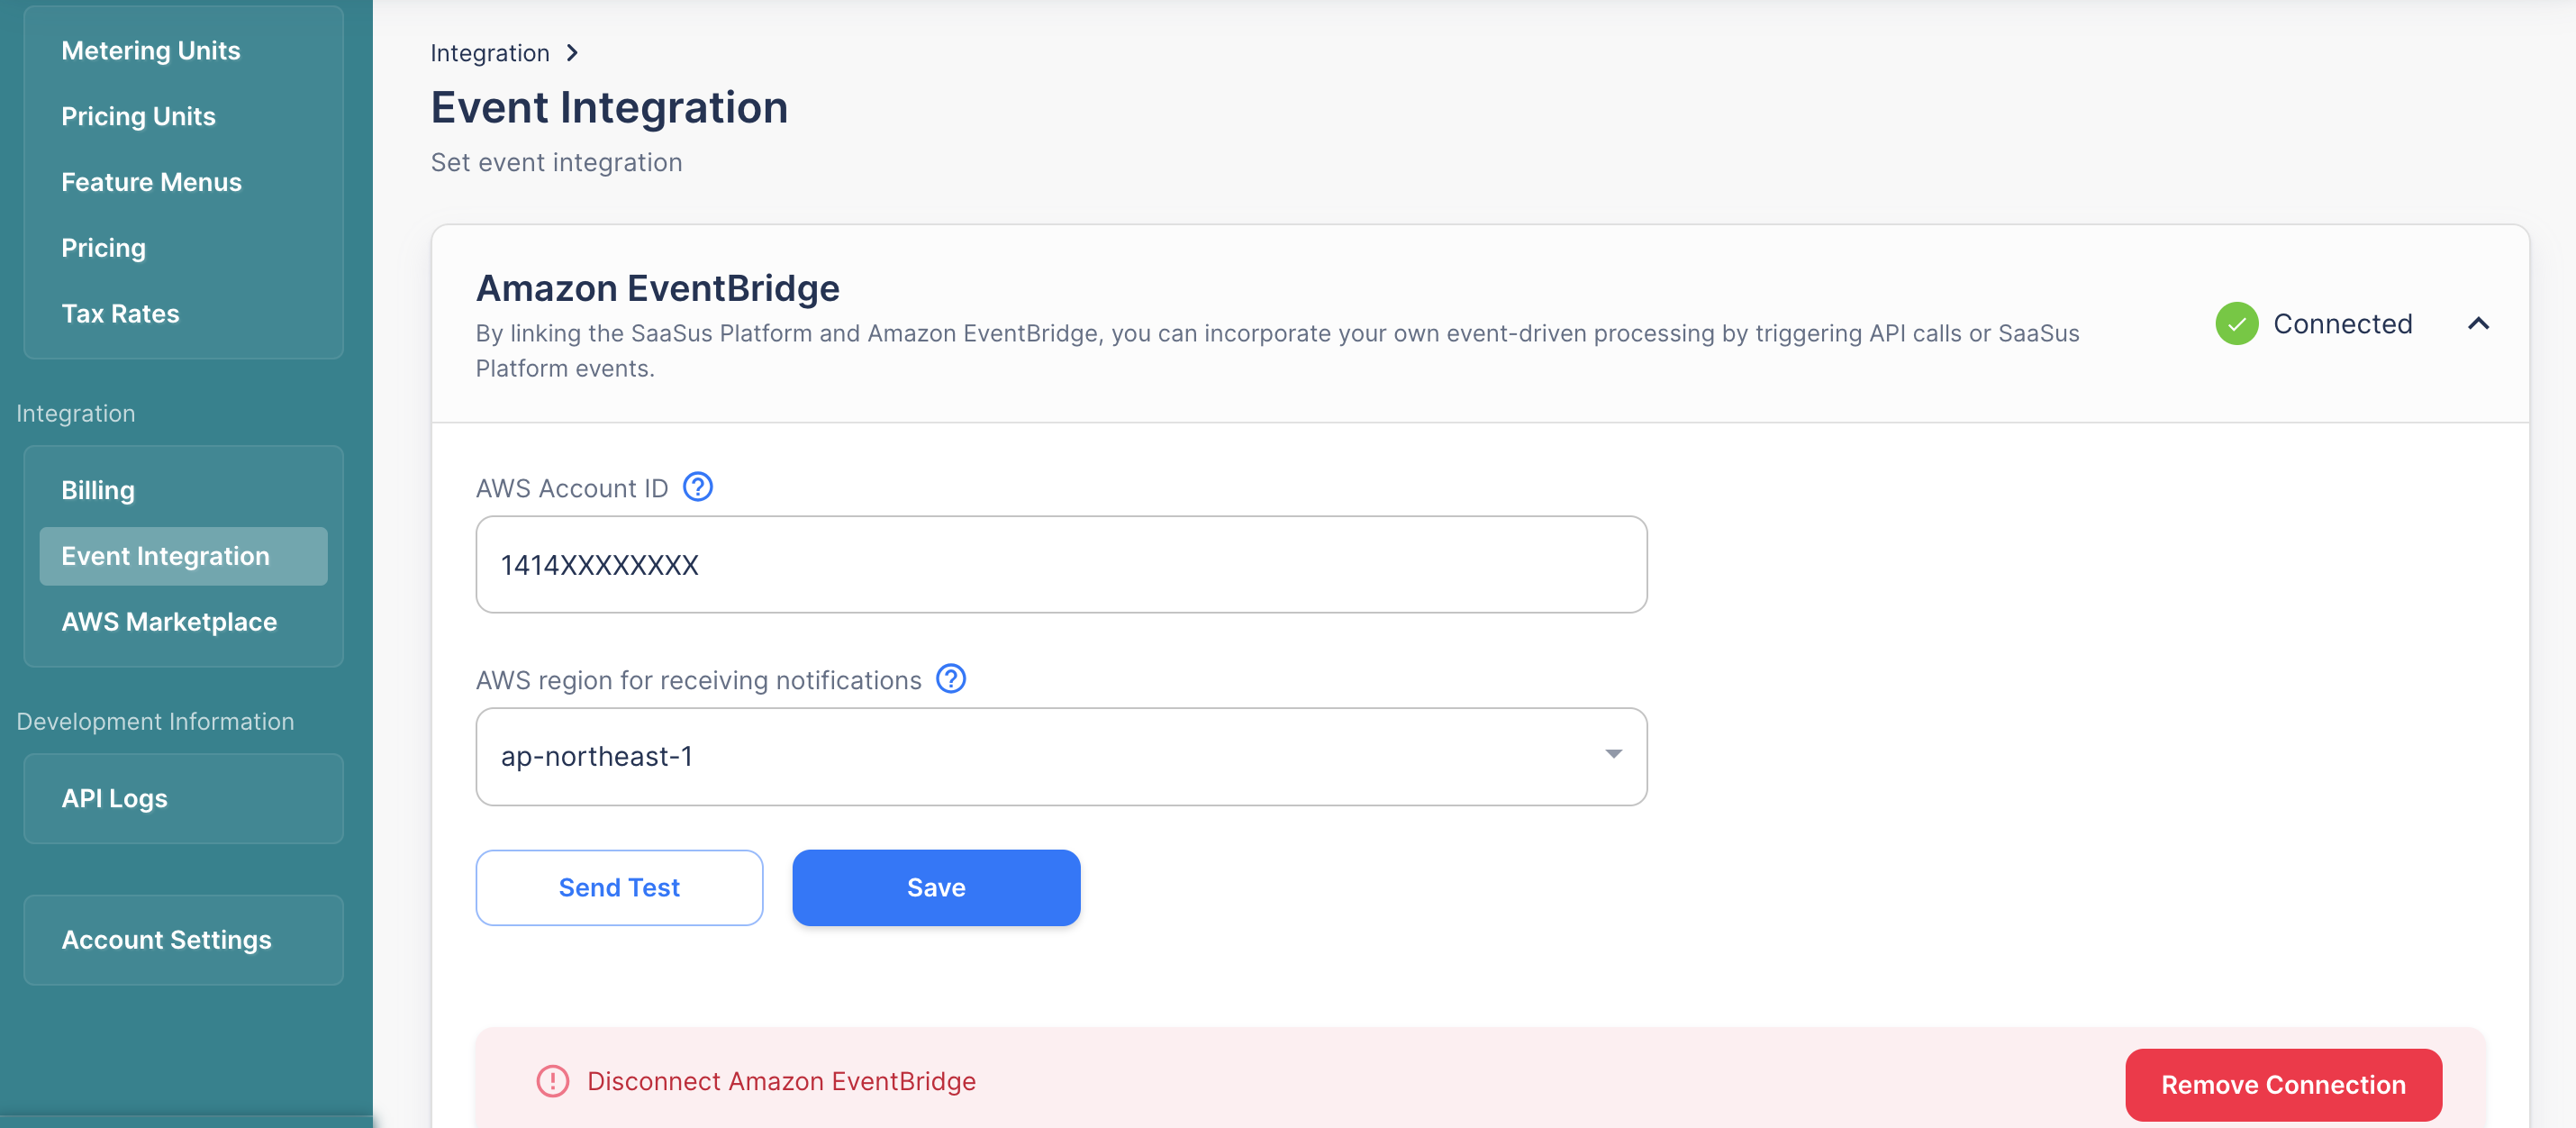 Metering Units
Pricing Units
Feature Menus
Pricing
Tax Rates
Integration
Billing
Event Integration
AWS Marketplace
Development Information
API Logs
Account Settings
Integration
Event Integration
Set event integration
Amazon EventBridge
By linking the SaaSus Platform and Amazon EventBridge, you can incorporate your own event-driven processing by triggering API calls or SaaSus
Platform events.
Connected
AWS Account ID
1414XXXXXXXX
AWS region for receiving notifications
ap-northeast-1
Send Test
Save
Disconnect Amazon EventBridge
Remove Connection